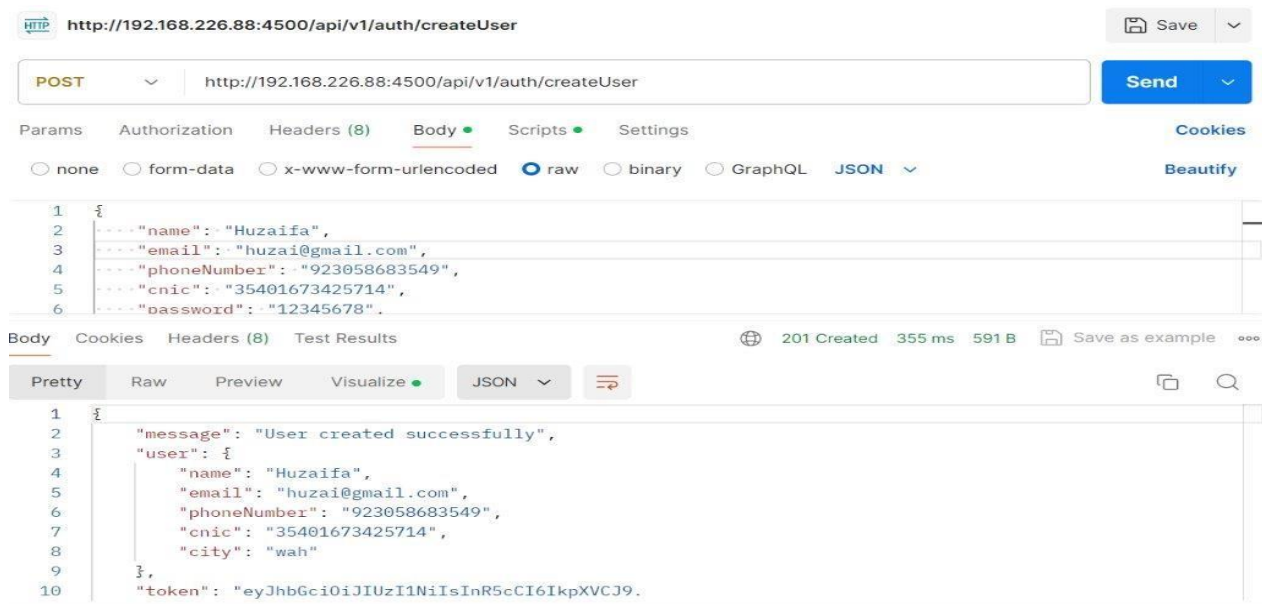 HTTP http://192.168.226.88:4500/api/v1/auth/createUser Save
POST http://192.168.226.88:4500/api/v1/auth/createUser Send
Params Authorization Headers (8) Body Scripts Settings Cookies
none form-data x-www-form-urlencoded raw binary GraphQL JSON Beautify
1 {
2 "name": "Huzaifa",
3 "email": "huzai@gmail.com",
4 "phoneNumber": "923058683549",
5 "cnic": "35401673425714",
6 "password": "12345678",
Body Cookies Headers (8) Test Results 201 Created 355 ms 591 B Save as example
Pretty Raw Preview Visualize JSON
1 {
2 "message": "User created successfully",
3 "user": {
4 "name": "Huzaifa",
5 "email": "huzai@gmail.com",
6 "phoneNumber": "923058683549",
7 "cnic": "35401673425714",
8 "city": "wah"
9 },
10 "token": "eyJhbGciOiJIUzI1NiIsInR5cCI6IkpXVCJ9.